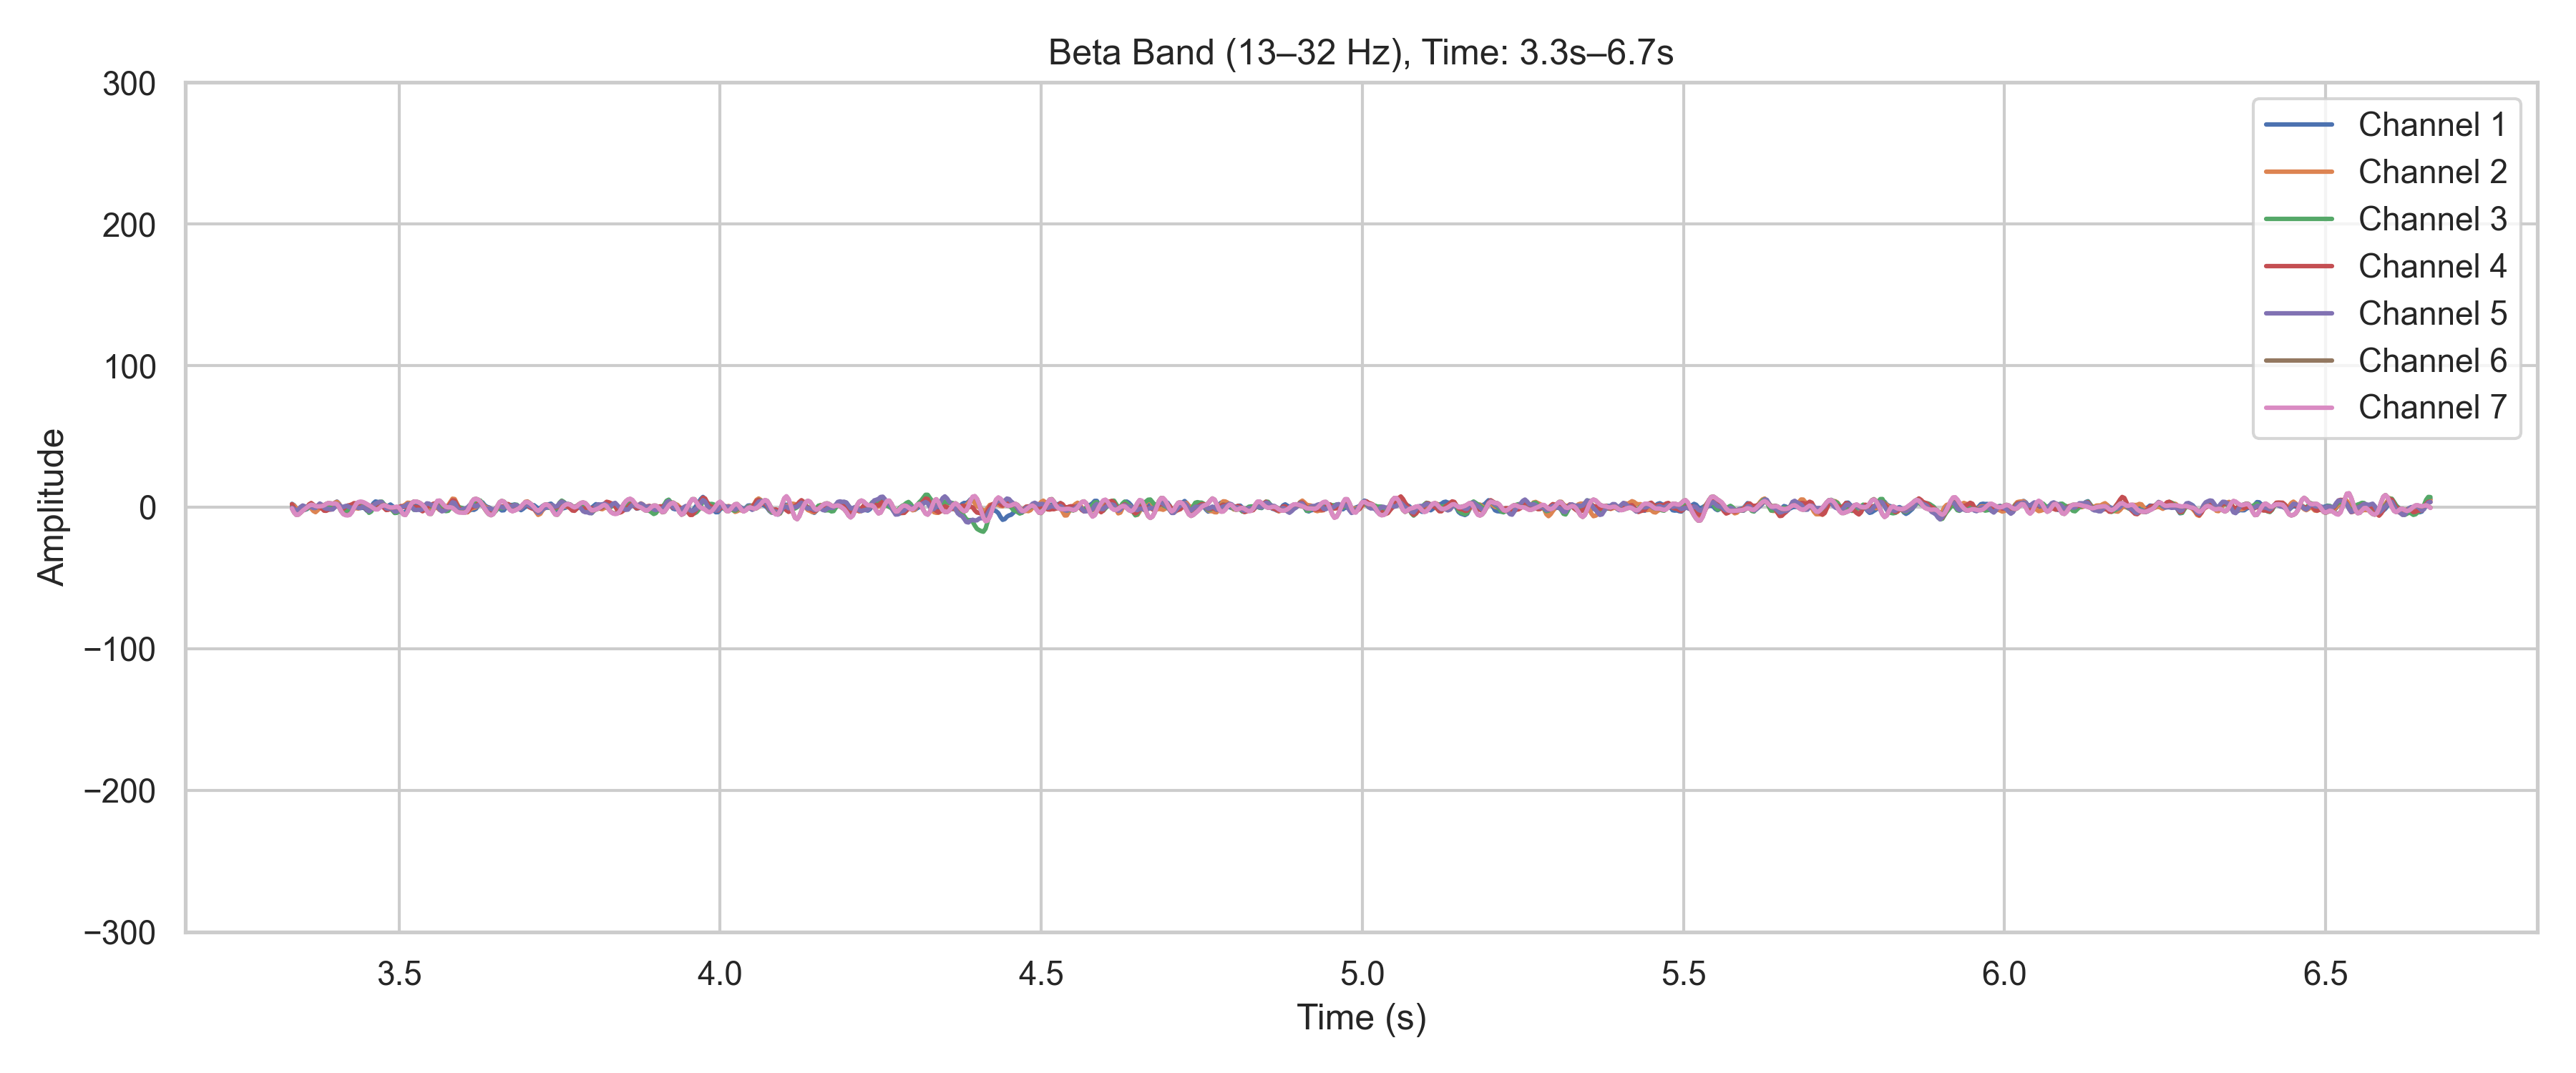 Beta Band (13–32 Hz), Time: 3.3s–6.7s
300
200
100
0
−100
−200
−300
Amplitude
Channel 1
Channel 2
Channel 3
Channel 4
Channel 5
Channel 6
Channel 7
3.5 4.0 4.5 5.0 5.5 6.0 6.5
Time (s)